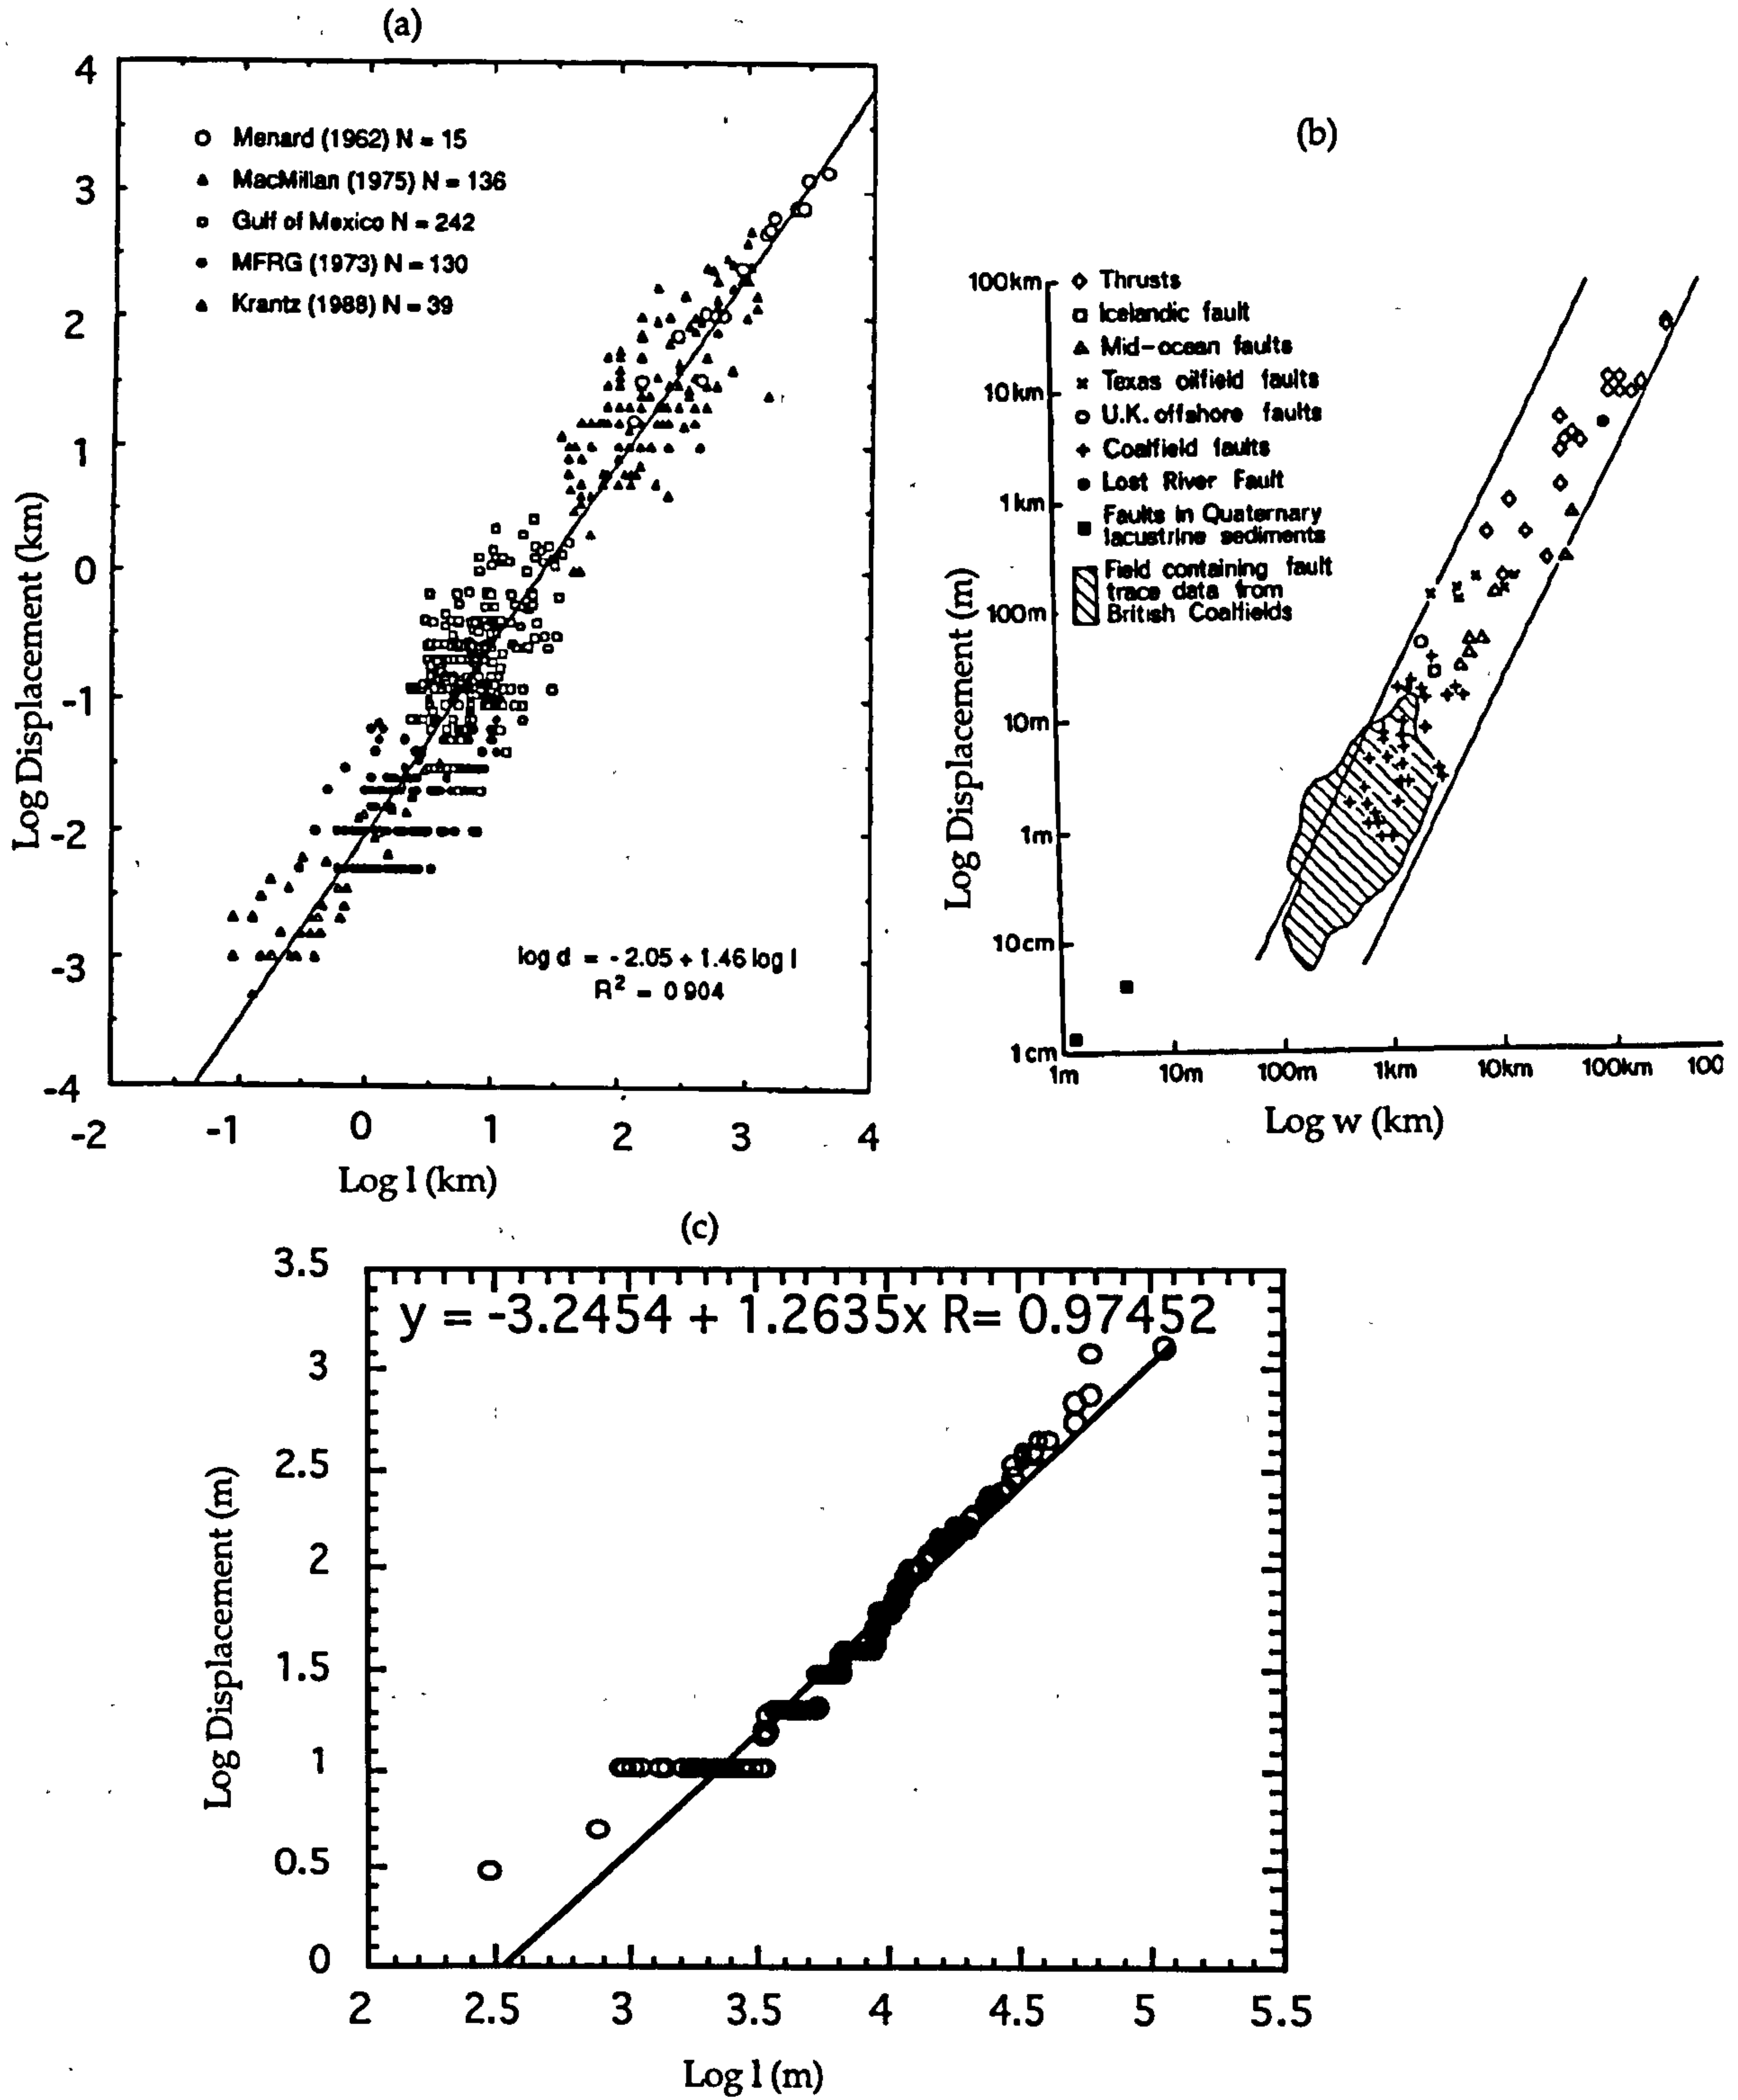 (a)
4
3
2
1
0
-1
-2
-3
-4
Log Displacement (km)
Menard (1962) N = 15
MacMillan (1975) N = 136
Gulf of Mexico N = 242
MFRG (1973) N = 130
Krantz (1988) N = 39
log d = - 2.05 + 1.46 log l
R2 = 0 904
-2 -1 0 1 2 3 4
Log l (km)
(b)
100km
10km
1km
100m
10m
1m
10cm
1cm
Log Displacement (m)
Thrusts
Icelandic fault
Mid-ocean faults
Texas oilfield faults
U.K. offshore faults
Coalfield faults
Lost River Fault
Faults in Quaternary
lacustrine sediments
Field containing fault
trace data from
British Coalfields
1m 10m 100m 1km 10km 100km 100
Log w (km)
(c)
3.5
3
2.5
2
1.5
1
0.5
0
Log Displacement (m)
y = -3.2454 + 1.2635x R= 0.97452
2 2.5 3 3.5 4 4.5 5 5.5
Log l (m)